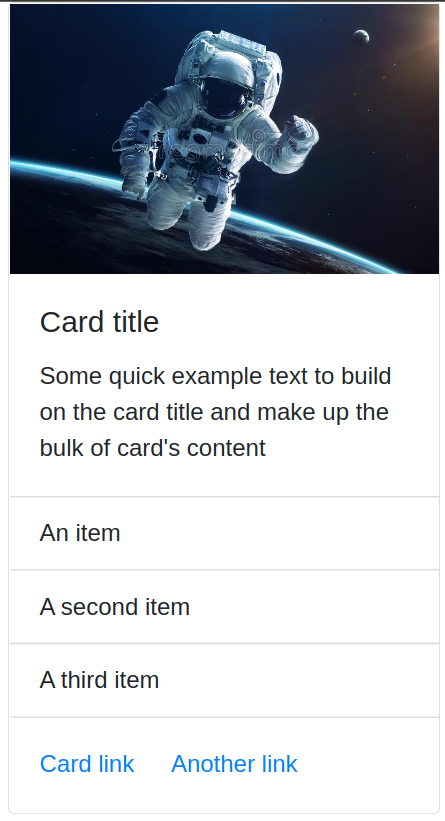 Card title
Some quick example text to build
on the card title and make up the
bulk of card's content
An item
A second item
A third item
Card link Another link